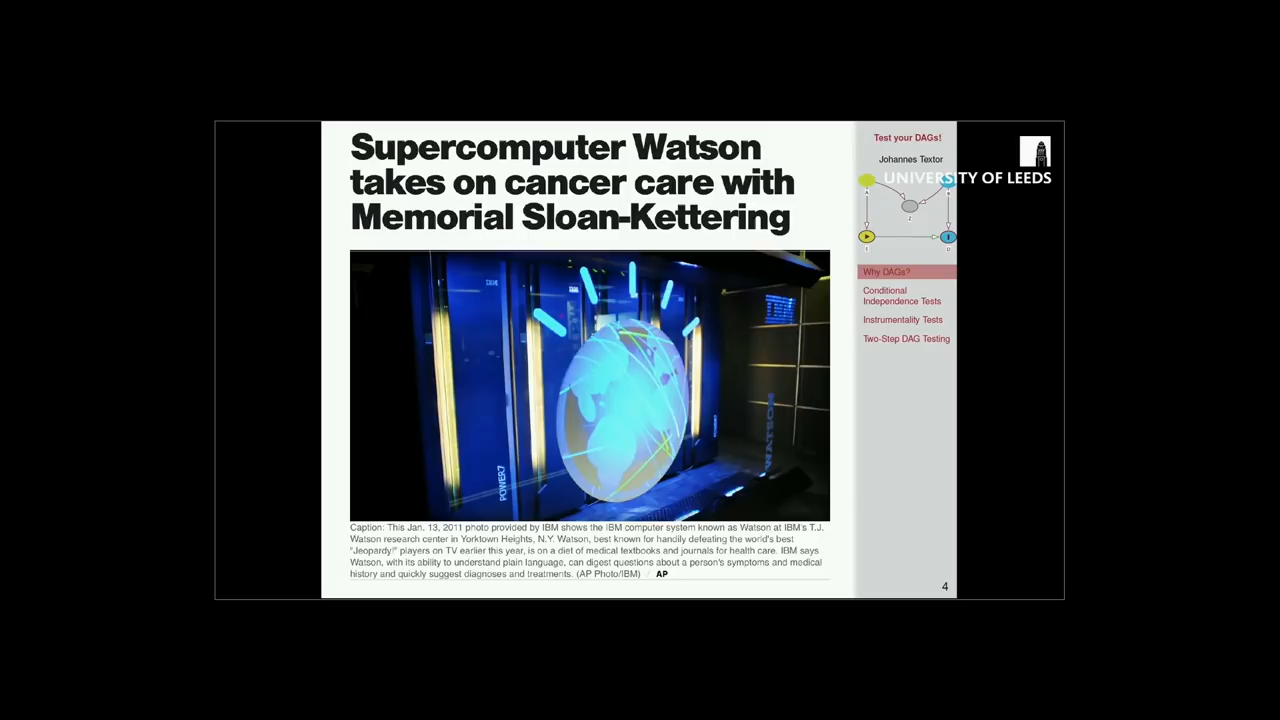 Supercomputer Watson
takes on cancer care with
Memorial Sloan-Kettering
IBM
IBM
POWER7
POWER7
WATSON
Caption: This Jan. 13, 2011 photo provided by IBM shows the IBM computer system known as Watson at IBM's T.J.
Watson research center in Yorktown Heights, N.Y. Watson, best known for handily defeating the world's best
"Jeopardy!" players on TV earlier this year, is on a diet of medical textbooks and journals for health care. IBM says
Watson, with its ability to understand plain language, can digest questions about a person's symptoms and medical
history and quickly suggest diagnoses and treatments. (AP Photo/IBM) / AP
Test your DAGs!
Johannes Textor
UNIVERSITY OF LEEDS
A
B
Z
E
D
Why DAGs?
Conditional
Independence Tests
Instrumentality Tests
Two-Step DAG Testing
4